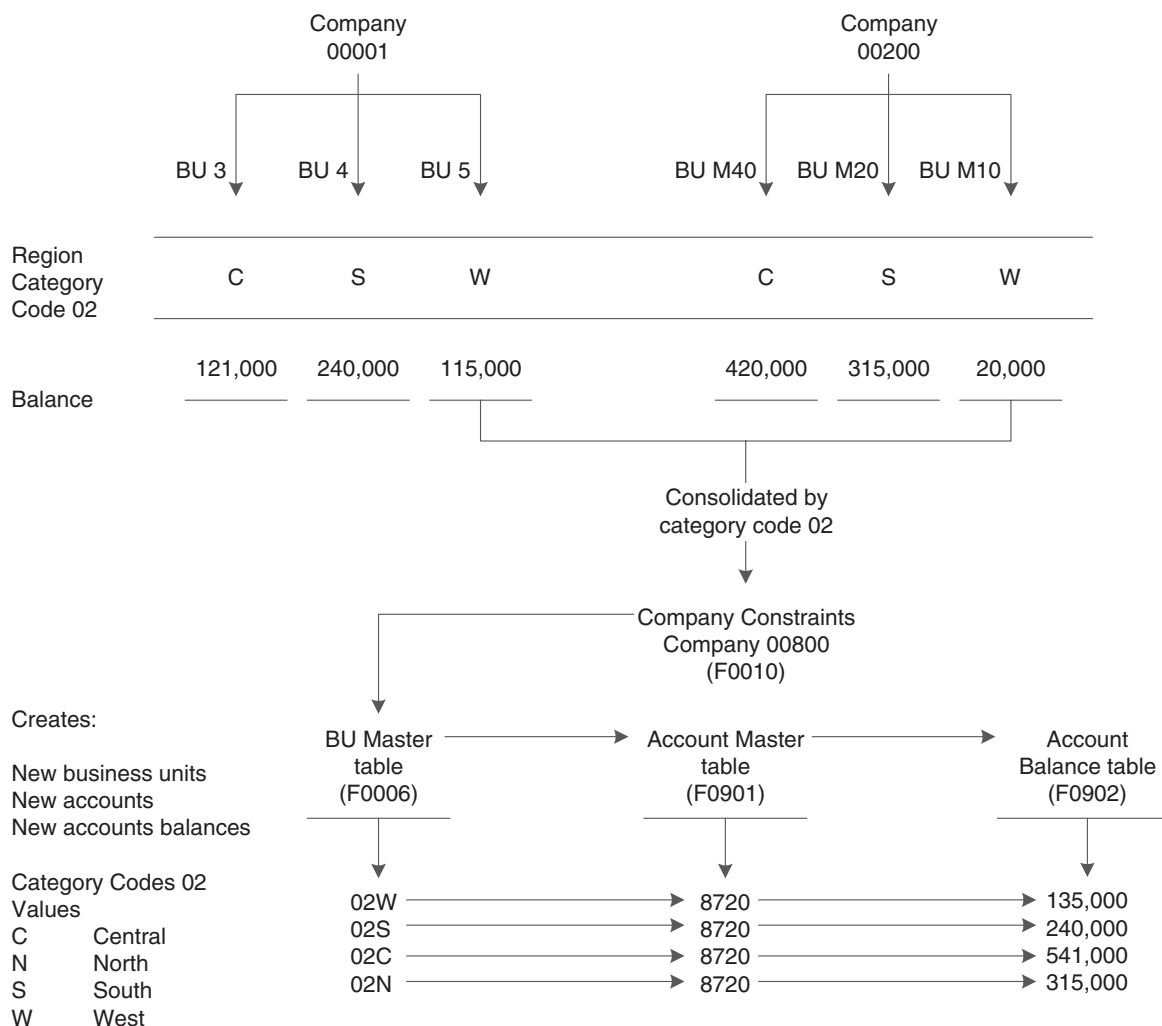 Company
00001
Company
00200
BU 3
BU 4
BU 5
BU M40
BU M20
BU M10
Region
Category
Code 02
C
S
W
C
S
W
Balance
121,000
240,000
115,000
420,000
315,000
20,000
Consolidated by
category code 02
Company Constraints
Company 00800
(F0010)
Creates:
New business units
New accounts
New accounts balances
BU Master
table
(F0006)
Account Master
table
(F0901)
Account
Balance table
(F0902)
Category Codes 02
Values
C Central
N North
S South
W West
02W 8720 135,000
02S 8720 240,000
02C 8720 541,000
02N 8720 315,000